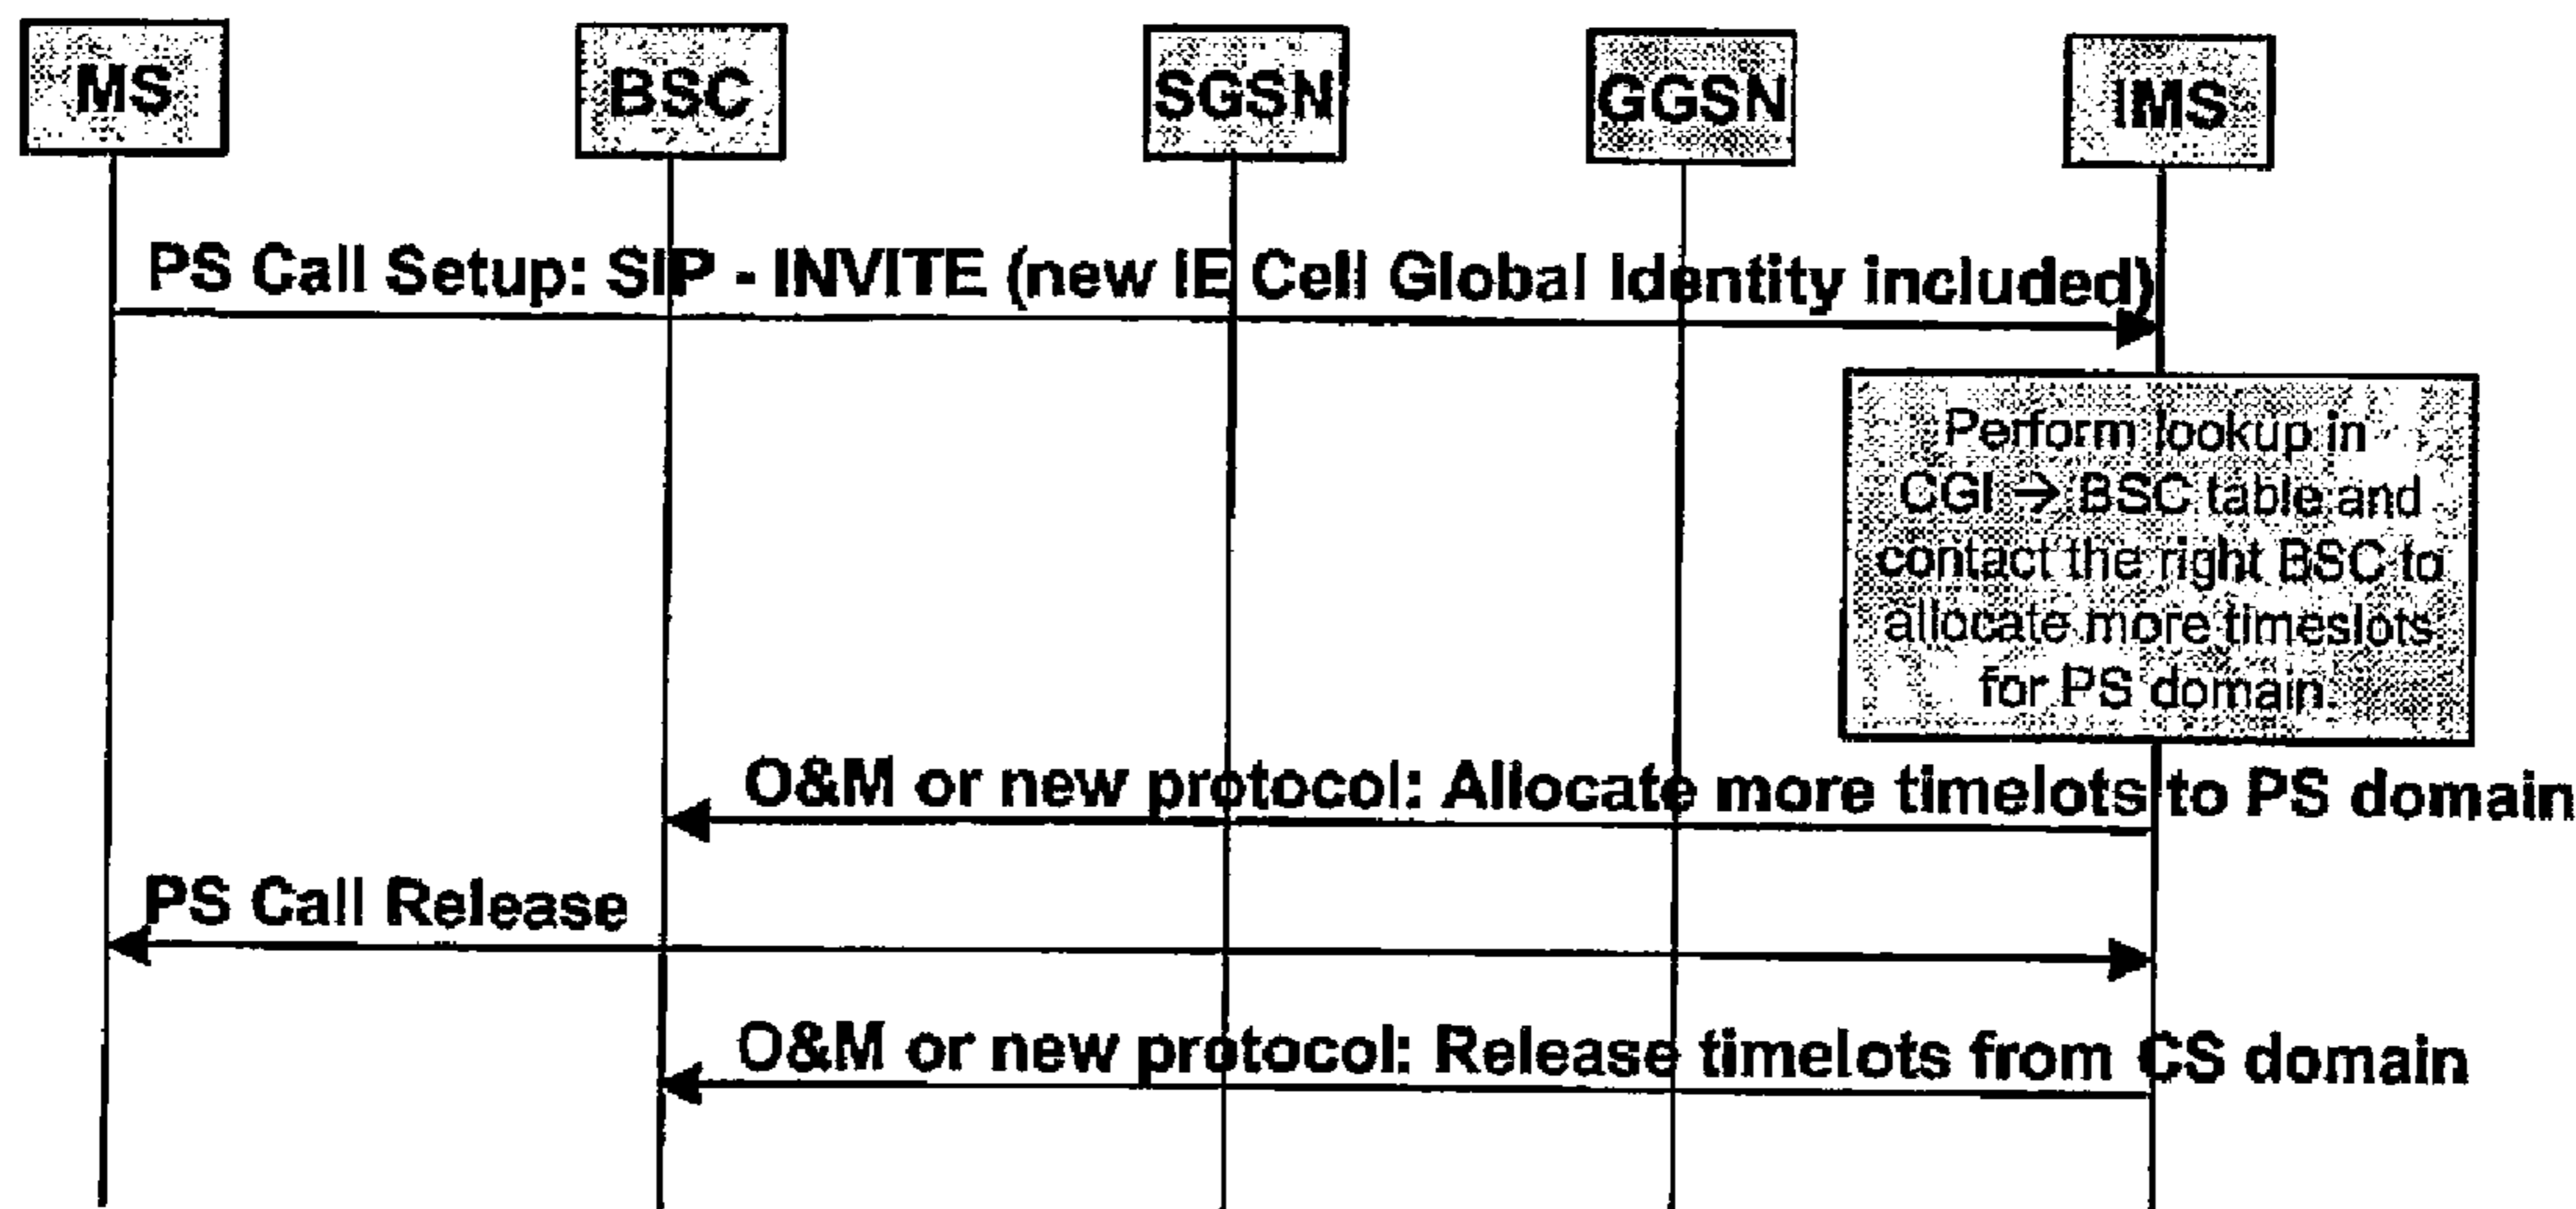 MS
BSC
SGSN
GGSN
IMS
PS Call Setup: SIP - INVITE (new IE Cell Global Identity included)
Perform lookup in
CGI → BSC table and
contact the right BSC to
allocate more timeslots
for PS domain.
O&M or new protocol: Allocate more timelots to PS domain
PS Call Release
O&M or new protocol: Release timelots from CS domain